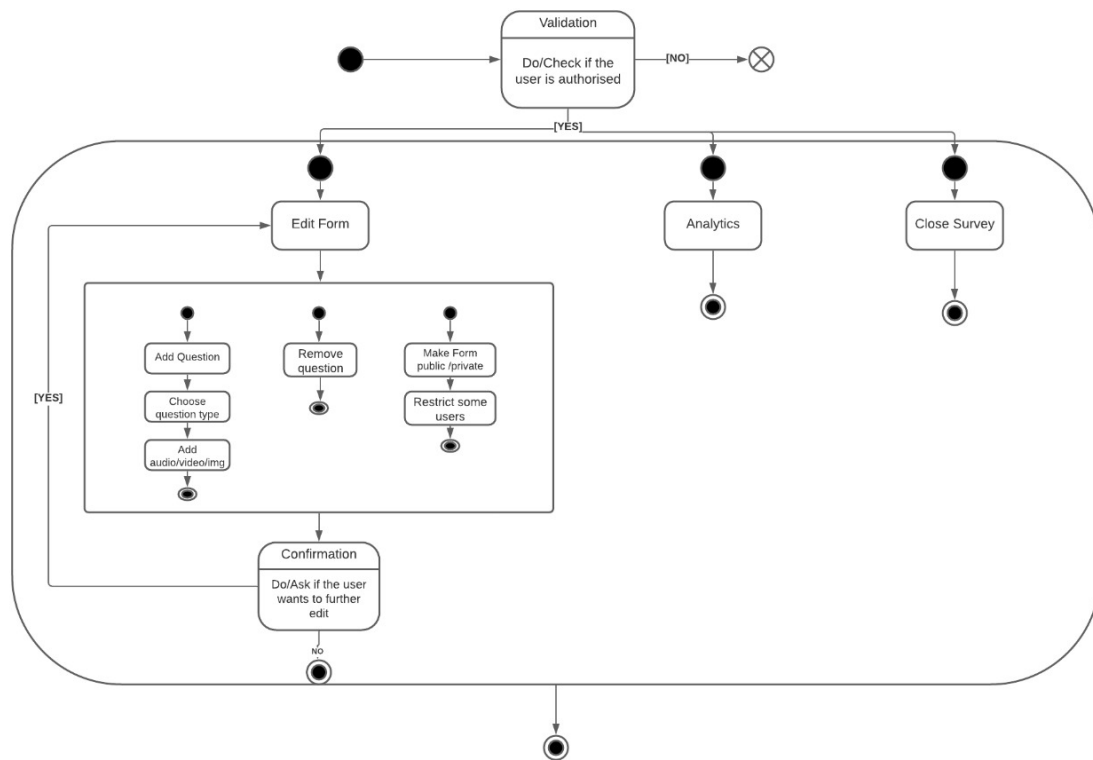 Validation
Do/Check if the
user is authorised
[NO]
[YES]
Edit Form
Analytics
Close Survey
Add Question
Remove
question
Make Form
public /private
Choose
question type
Restrict some
users
[YES]
Add
audio/video/img
Confirmation
Do/Ask if the user
wants to further
edit
NO